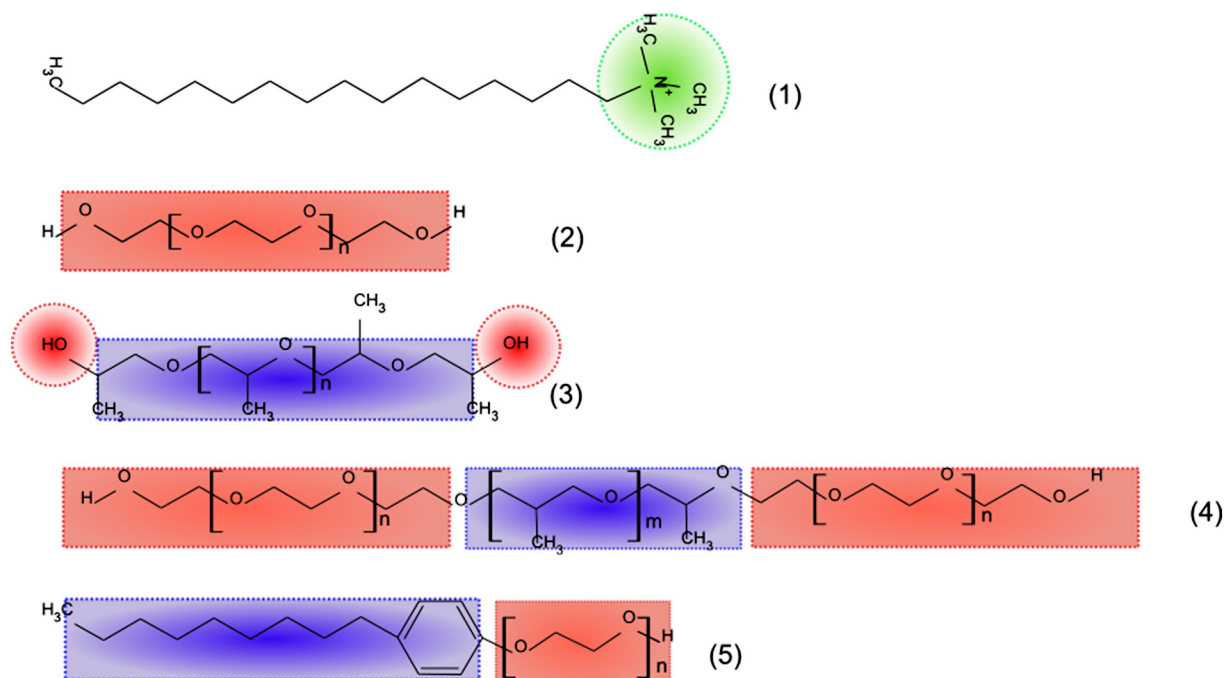 H₃C
H₃C
N⁺
CH₃
CH₃
(1)
H O [ O O ] n O H
(2)
CH₃
HO O [ O ] n O OH
CH₃ CH₃ CH₃
(3)
H O [ O O ] n O [ O ] m O [ O O ] n O H
CH₃ CH₃
(4)
H₃C
[ O O ] n H
(5)